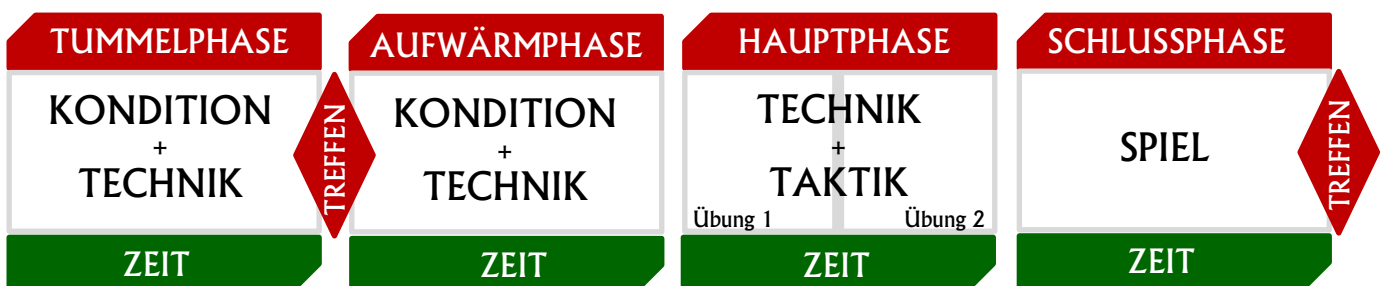 TUMMELPHASE
KONDITION
+
TECHNIK
ZEIT
TREFFEN
AUFWÄRMPHASE
KONDITION
+
TECHNIK
ZEIT
HAUPTPHASE
TECHNIK
+
TAKTIK
Übung 1
Übung 2
ZEIT
SCHLUSSPHASE
SPIEL
ZEIT
TREFFEN